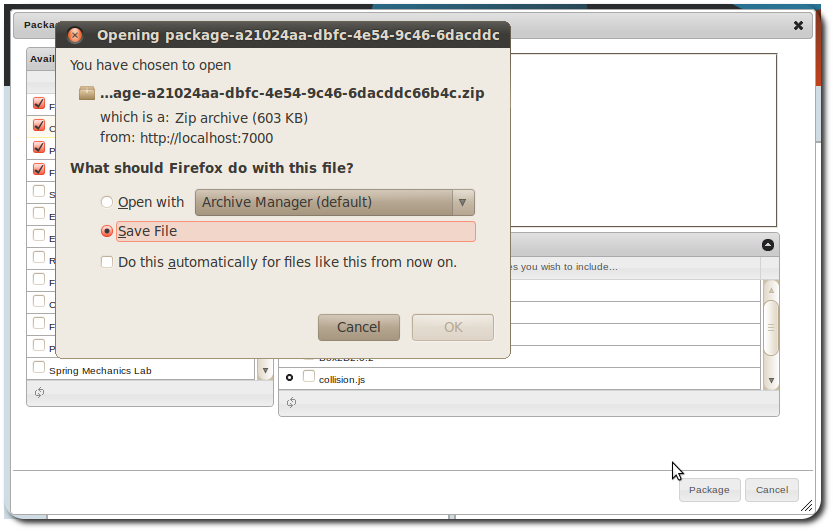 Packa
Opening package-a21024aa-dbfc-4e54-9c46-6dacddc
Avail
You have chosen to open
...age-a21024aa-dbfc-4e54-9c46-6dacddc66b4c.zip
which is a: Zip archive (603 KB)
from: http://localhost:7000
What should Firefox do with this file?
Open with Archive Manager (default)
Save File
Do this automatically for files like this from now on.
Cancel OK
F
C
P
F
S
E
E
R
F
C
F
P
es you wish to include...
Spring Mechanics Lab
Box2D2.0.2
collision.js
Package Cancel